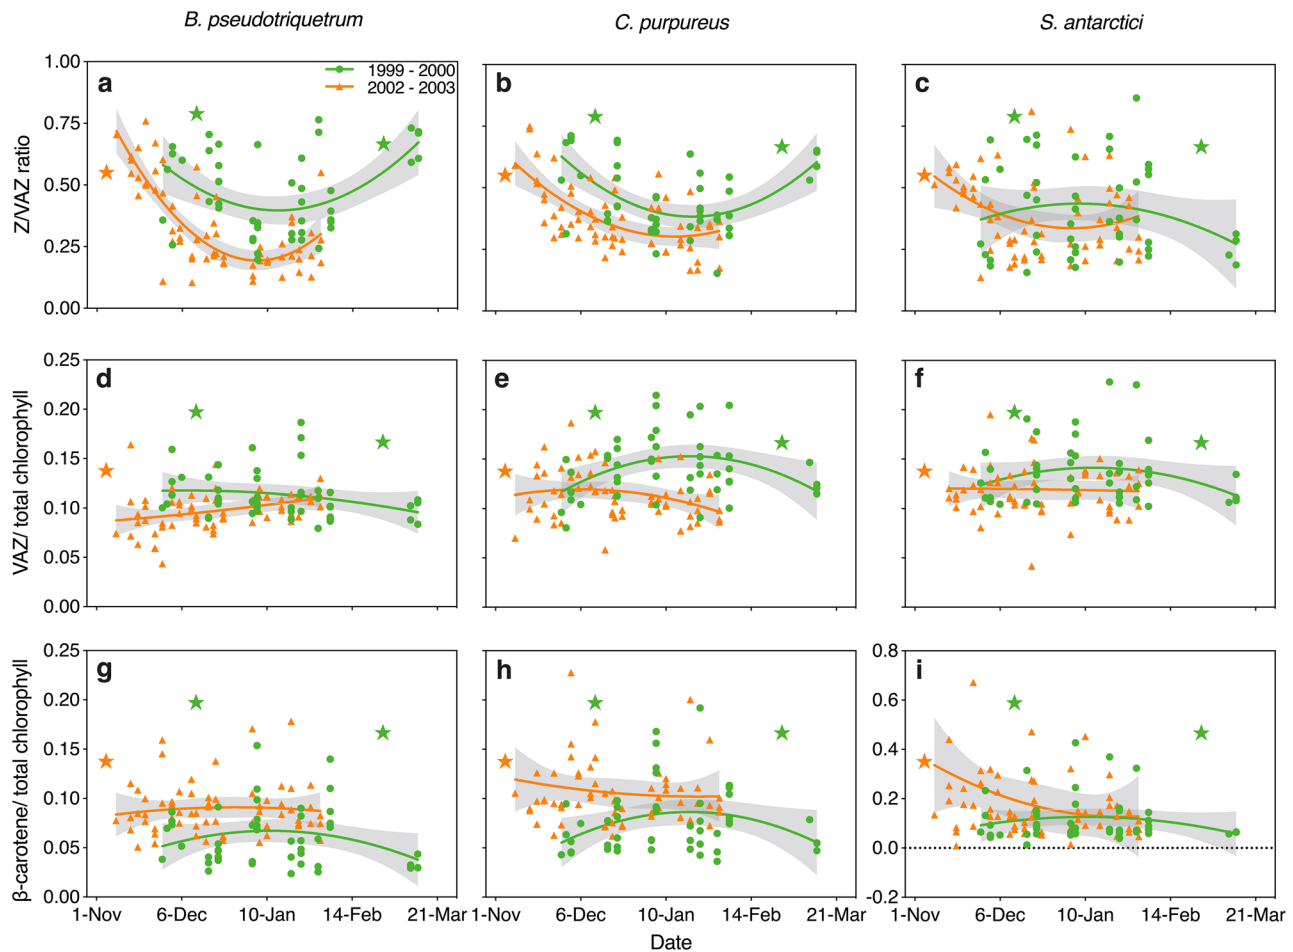 B. pseudotriquetrum
C. purpureus
S. antarctici
1.00
0.75
0.50
0.25
0.00
Z/VAZ ratio
a
1999 - 2000
2002 - 2003
b
c
0.25
0.20
0.15
0.10
0.05
0.00
VAZ/ total chlorophyll
d
e
f
0.25
0.20
0.15
0.10
0.05
0.00
β-carotene/ total chlorophyll
g
h
0.8
0.6
0.4
0.2
0.0
-0.2
i
1-Nov 6-Dec 10-Jan 14-Feb 21-Mar
1-Nov 6-Dec 10-Jan 14-Feb 21-Mar
1-Nov 6-Dec 10-Jan 14-Feb 21-Mar
Date